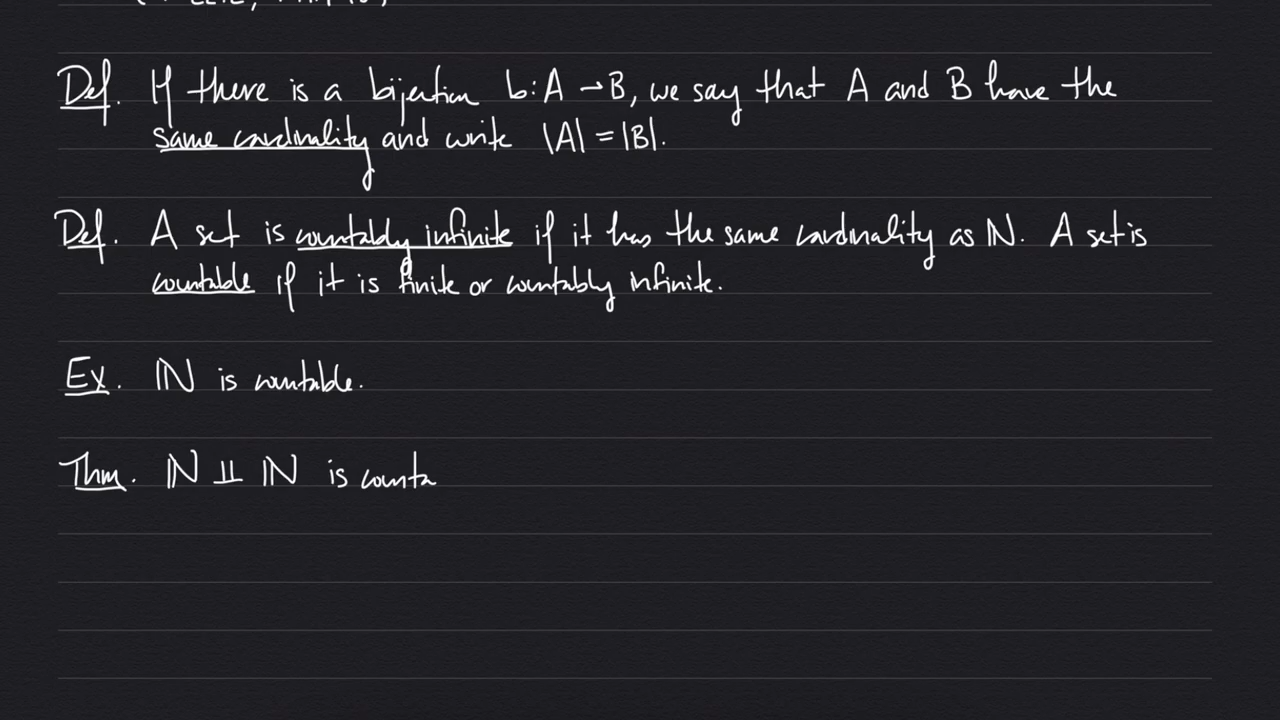 Def. If there is a bijection b: A → B, we say that A and B have the
same cardinality and write |A| = |B|.
Def. A set is countably infinite if it has the same cardinality as ℕ. A set is
countable if it is finite or countably infinite.
Ex. ℕ is countable.
Thm. ℕ ⨿ ℕ is counta